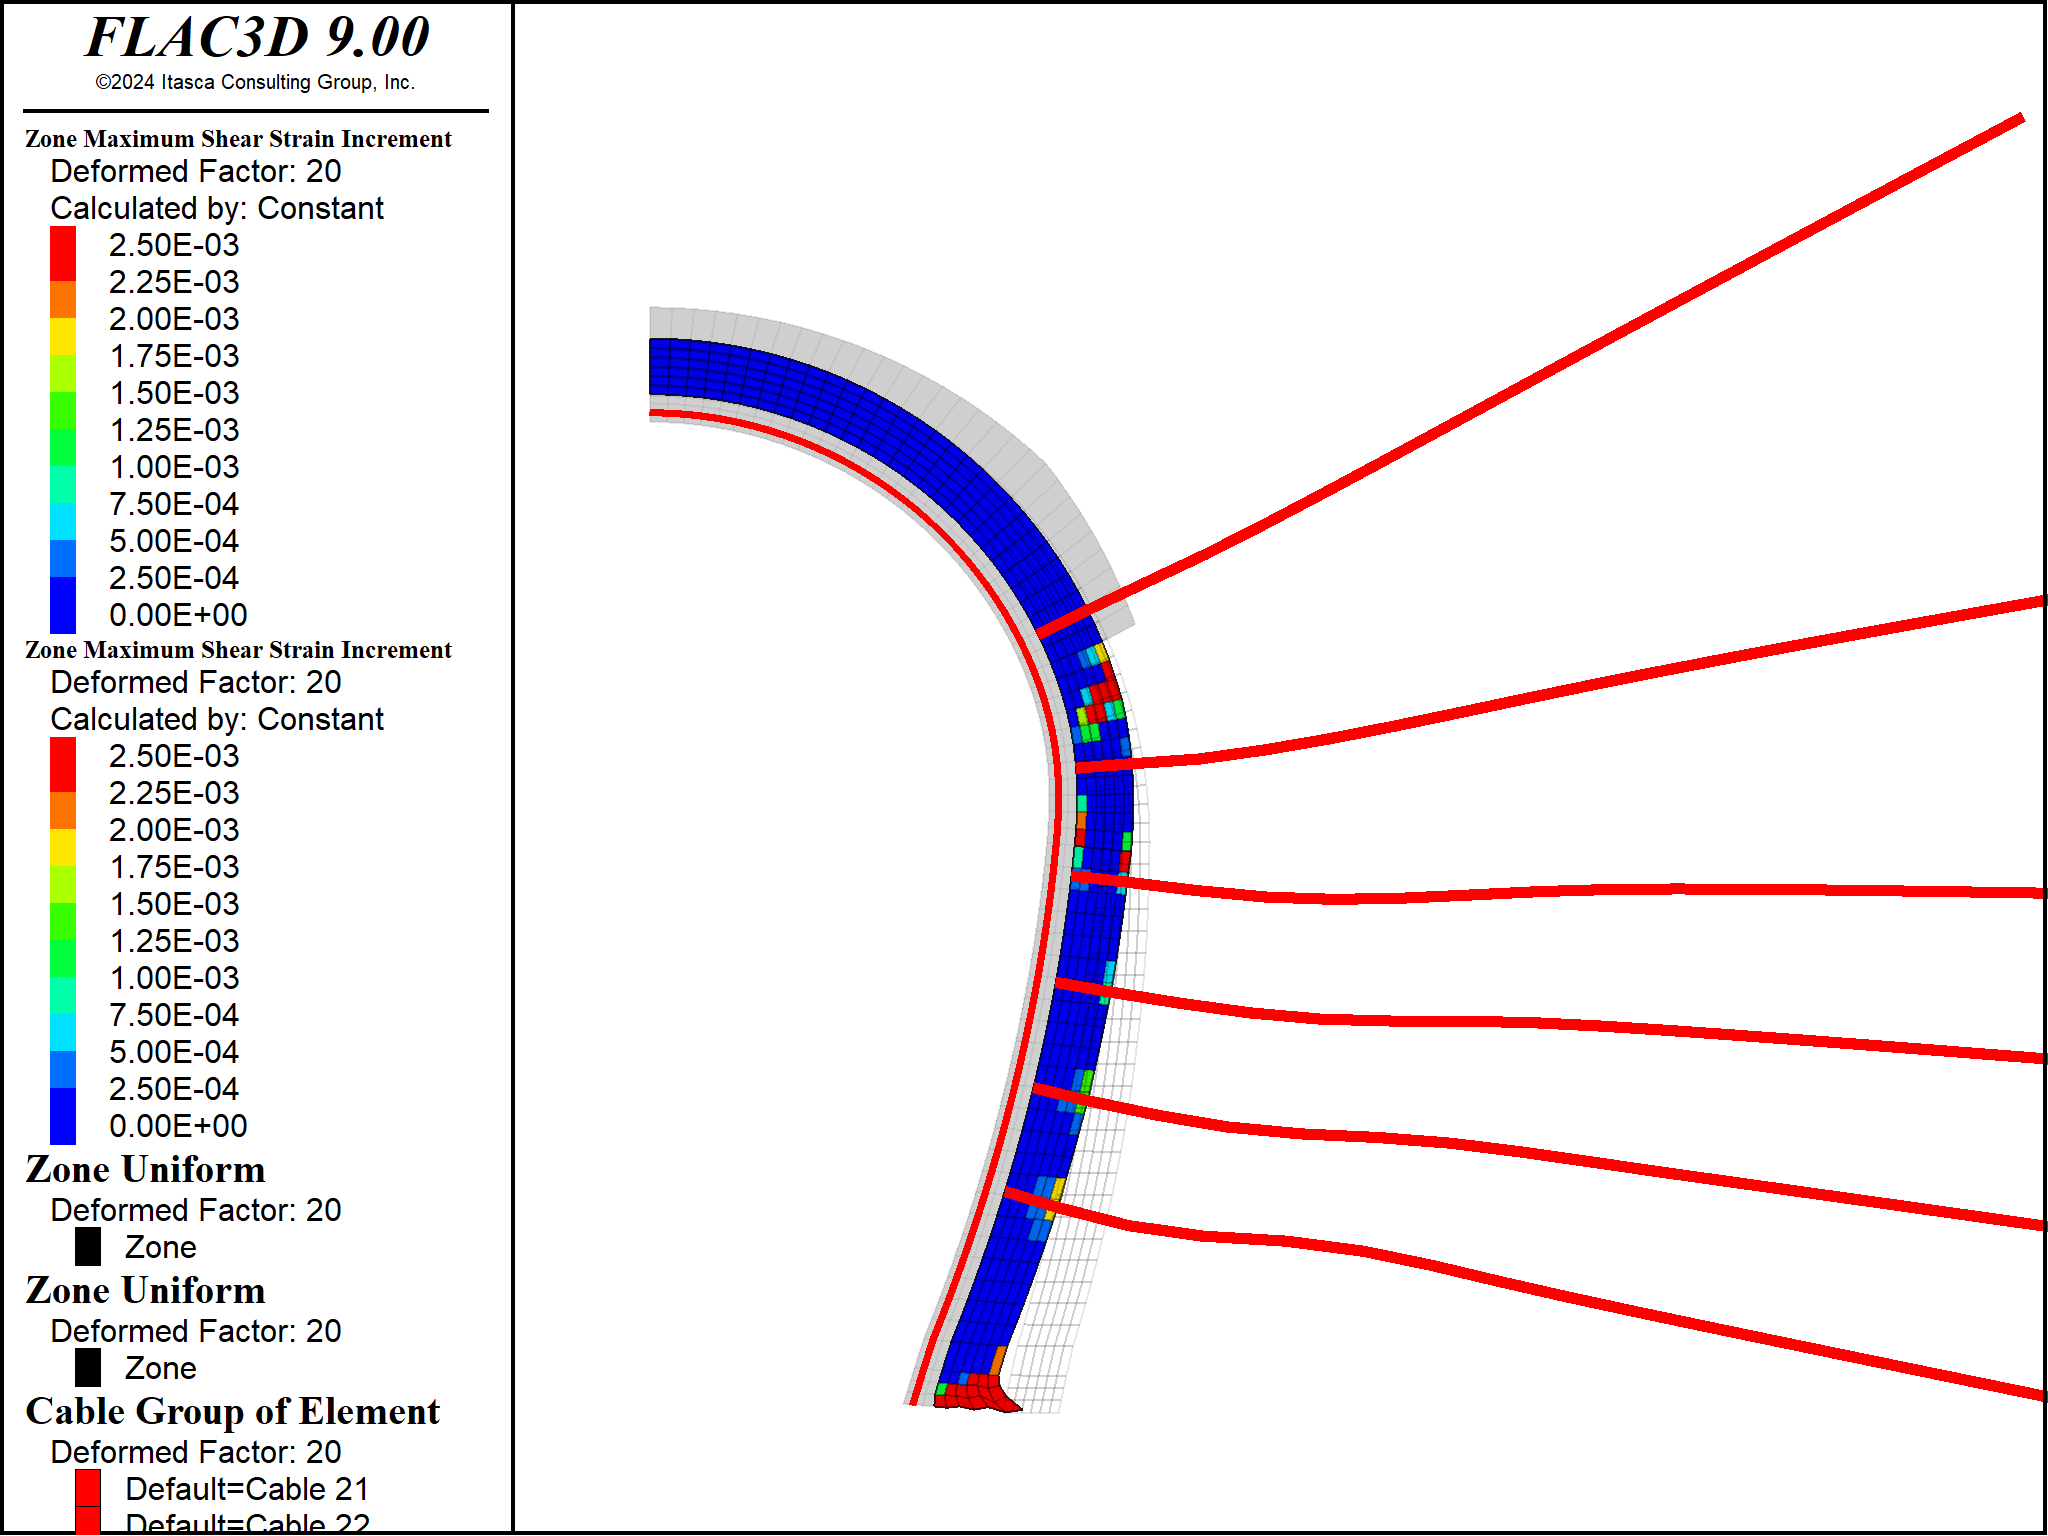 FLAC3D 9.00
©2024 Itasca Consulting Group, Inc.
Zone Maximum Shear Strain Increment
Deformed Factor: 20
Calculated by: Constant
2.50E-03
2.25E-03
2.00E-03
1.75E-03
1.50E-03
1.25E-03
1.00E-03
7.50E-04
5.00E-04
2.50E-04
0.00E+00
Zone Maximum Shear Strain Increment
Deformed Factor: 20
Calculated by: Constant
2.50E-03
2.25E-03
2.00E-03
1.75E-03
1.50E-03
1.25E-03
1.00E-03
7.50E-04
5.00E-04
2.50E-04
0.00E+00
Zone Uniform
Deformed Factor: 20
Zone
Zone Uniform
Deformed Factor: 20
Zone
Cable Group of Element
Deformed Factor: 20
Default=Cable 21
Default=Cable 22